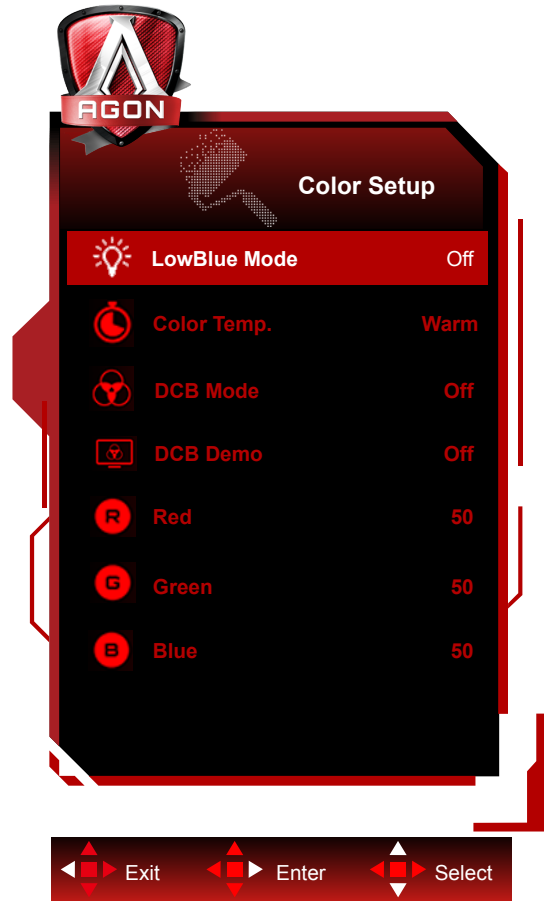 AGON
Color Setup
LowBlue Mode Off
Color Temp. Warm
DCB Mode Off
DCB Demo Off
R Red 50
G Green 50
B Blue 50
Exit Enter Select